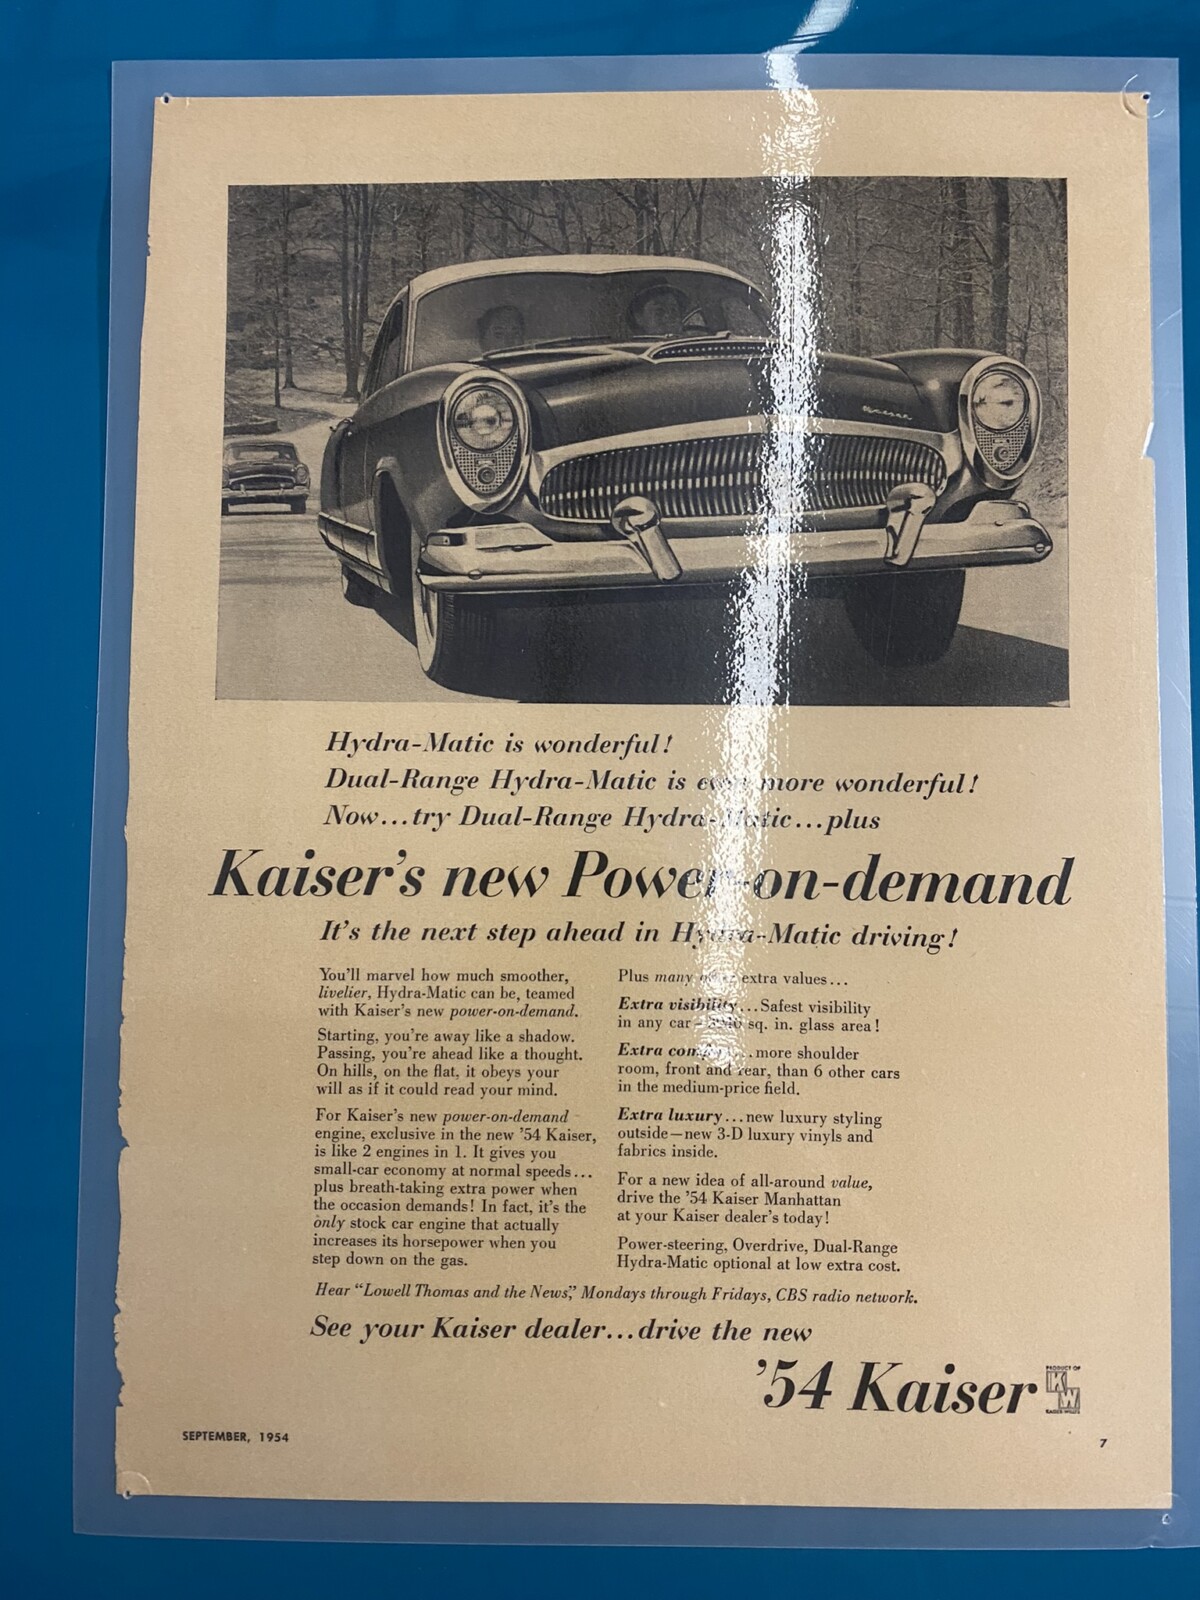 Kaiser
Hydra-Matic is wonderful!
Dual-Range Hydra-Matic is even more wonderful!
Now...try Dual-Range Hydra-Matic...plus
Kaiser's new Power-on-demand
It's the next step ahead in Hydra-Matic driving!
You'll marvel how much smoother,
livelier, Hydra-Matic can be, teamed
with Kaiser's new power-on-demand.
Starting, you're away like a shadow.
Passing, you're ahead like a thought.
On hills, on the flat, it obeys your
will as if it could read your mind.
For Kaiser's new power-on-demand
engine, exclusive in the new '54 Kaiser,
is like 2 engines in 1. It gives you
small-car economy at normal speeds...
plus breath-taking extra power when
the occasion demands! In fact, it's the
only stock car engine that actually
increases its horsepower when you
step down on the gas.
Plus many other extra values...
Extra visibility...Safest visibility
in any car – sq. in. glass area!
Extra comfort...more shoulder
room, front and rear, than 6 other cars
in the medium-price field.
Extra luxury...new luxury styling
outside—new 3-D luxury vinyls and
fabrics inside.
For a new idea of all-around value,
drive the '54 Kaiser Manhattan
at your Kaiser dealer's today!
Power-steering, Overdrive, Dual-Range
Hydra-Matic optional at low extra cost.
Hear "Lowell Thomas and the News," Mondays through Fridays, CBS radio network.
See your Kaiser dealer...drive the new
'54 Kaiser
PRODUCT OF
KW
KAISER-WILLYS
SEPTEMBER, 1954
7